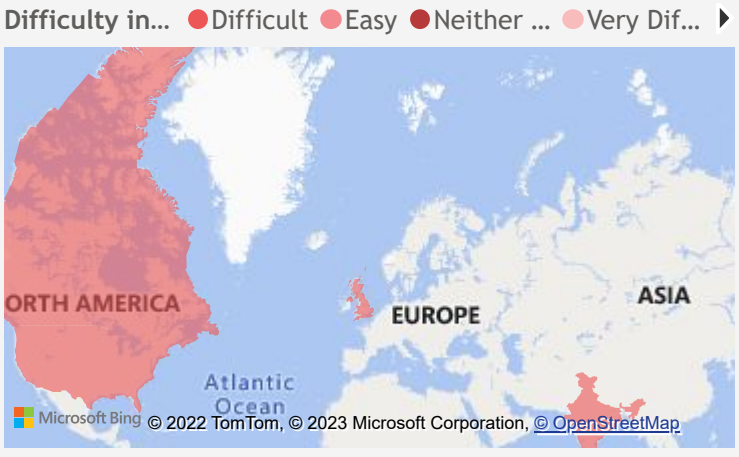 Difficulty in... Difficult Easy Neither ... Very Dif...
ORTH AMERICA
EUROPE
ASIA
Atlantic
Ocean
Microsoft Bing © 2022 TomTom, © 2023 Microsoft Corporation, © OpenStreetMap